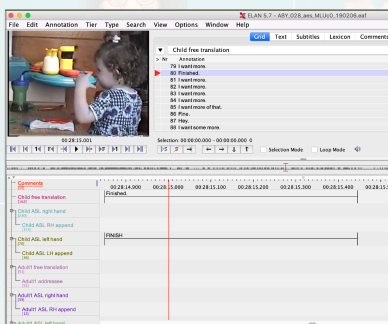 ELAN 5.7 - ABY_028_aes_MLUc0_190206.eaf
File Edit Annotation Tier Type Search View Options Window Help
Grid Text Subtitles Lexicon Comments
Child free translation
> Nr Annotation
79 I want more.
80 Finished.
81 I want more.
82 I want more.
83 I want more.
84 I want more.
85 I want more of that.
86 Fine.
87 Hey.
88 I want some more.
00:28:15.001
Selection: 00:00:00.000 - 00:00:00.000 0
Selection Mode Loop Mode
00:28:14.900 00:28:15.000 00:28:15.100 00:28:15.200 00:28:15.300 00:28:15.400 00:28:15.5
Comments
Child free translation
Finished.
Child ASL right hand
Child ASL RH append
Child ASL left hand
FINISH
Child ASL LH append
Adult1 free translation
Adult1 addressee
Adult1 ASL right hand
Adult1 ASL RH append
Adult1 ASL left hand